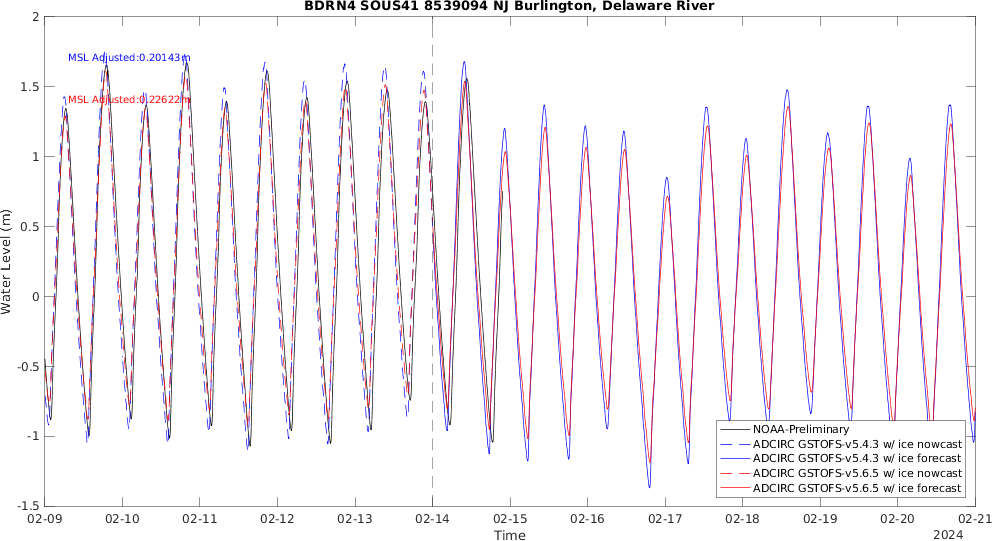 BDRN4 SOUS41 8539094 NJ Burlington, Delaware River
2
1.5
1
0.5
0
-0.5
-1
-1.5
Water Level (m)
MSL Adjusted:0.20143m
MSL Adjusted:0.22622m
NOAA-Preliminary
ADCIRC GSTOFS-v5.4.3 w/ ice nowcast
ADCIRC GSTOFS-v5.4.3 w/ ice forecast
ADCIRC GSTOFS-v5.6.5 w/ ice nowcast
ADCIRC GSTOFS-v5.6.5 w/ ice forecast
02-09 02-10 02-11 02-12 02-13 02-14 02-15 02-16 02-17 02-18 02-19 02-20 02-21
Time
2024